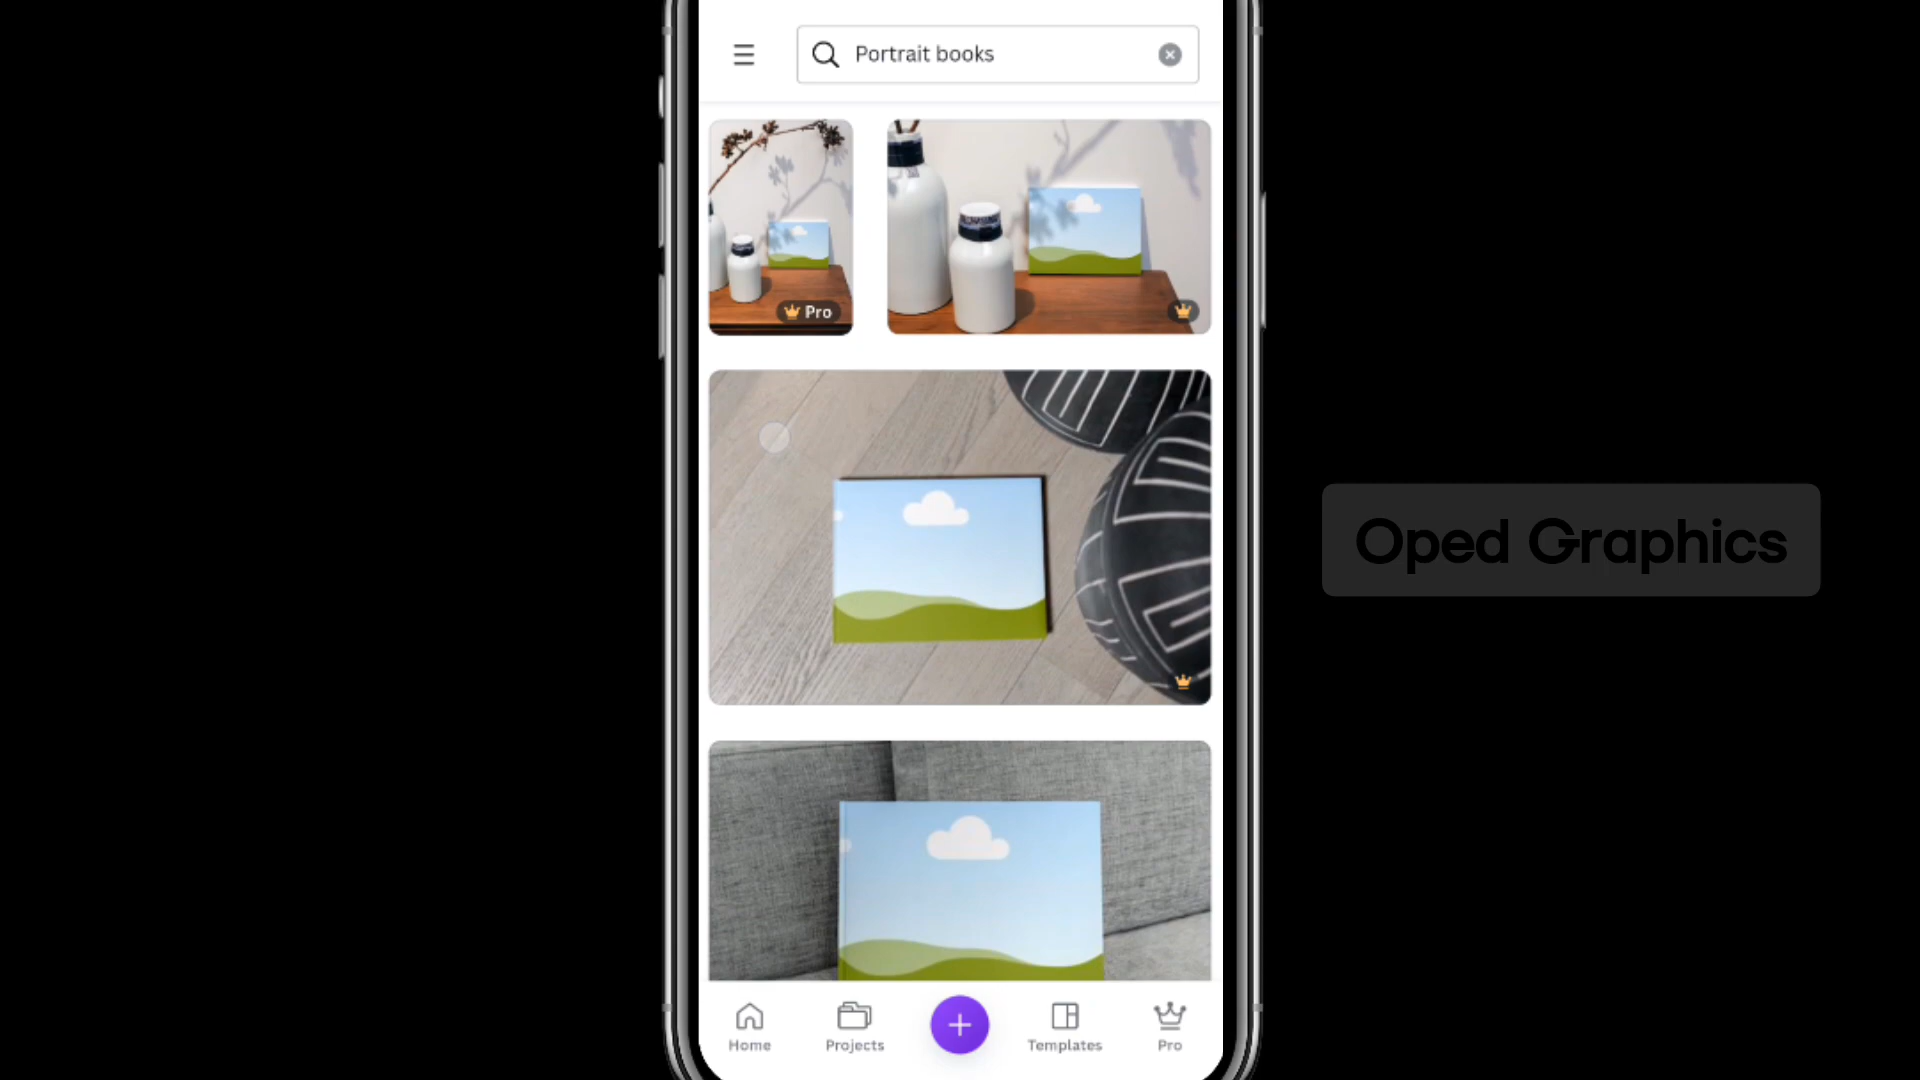 Portrait books
Pro
Oped Graphics
Home
Projects
Templates
Pro